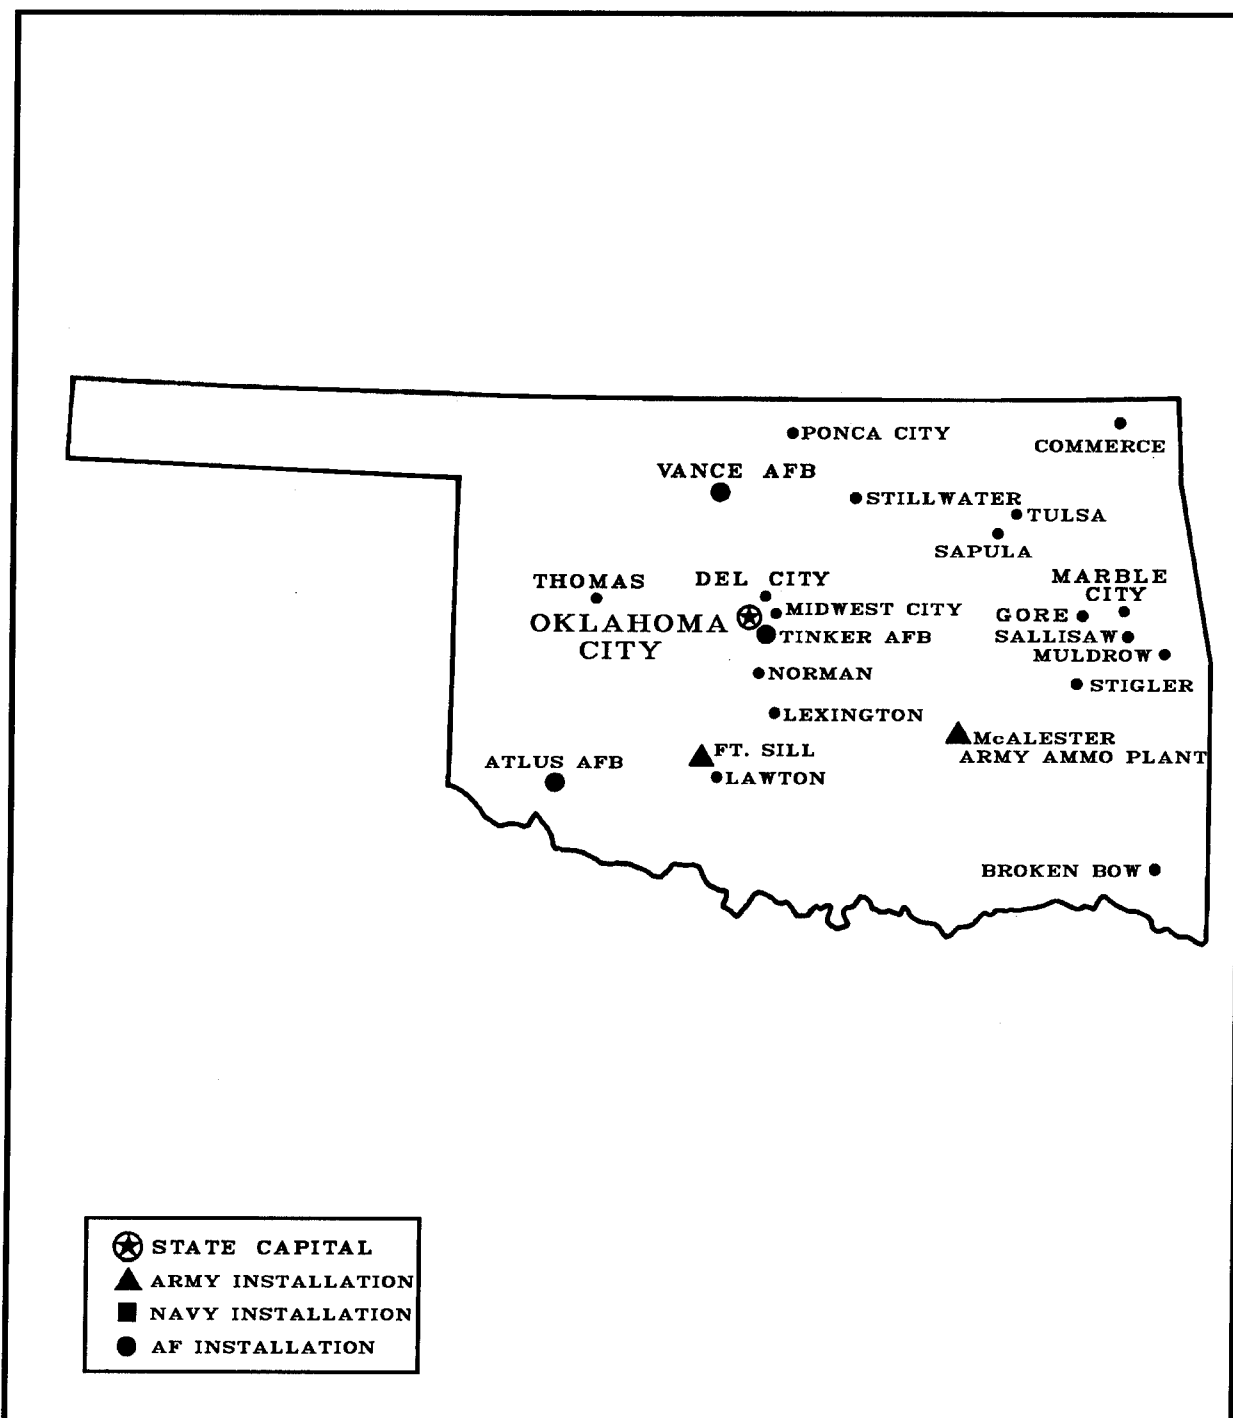 PONCA CITY
COMMERCE
VANCE AFB
STILLWATER
TULSA
SAPULA
THOMAS
DEL CITY
MARBLE
CITY
MIDWEST CITY
GORE
OKLAHOMA
CITY
TINKER AFB
SALLISAW
MULDROW
NORMAN
STIGLER
LEXINGTON
FT. SILL
McALESTER
ARMY AMMO PLANT
ATLUS AFB
LAWTON
BROKEN BOW
STATE CAPITAL
ARMY INSTALLATION
NAVY INSTALLATION
AF INSTALLATION